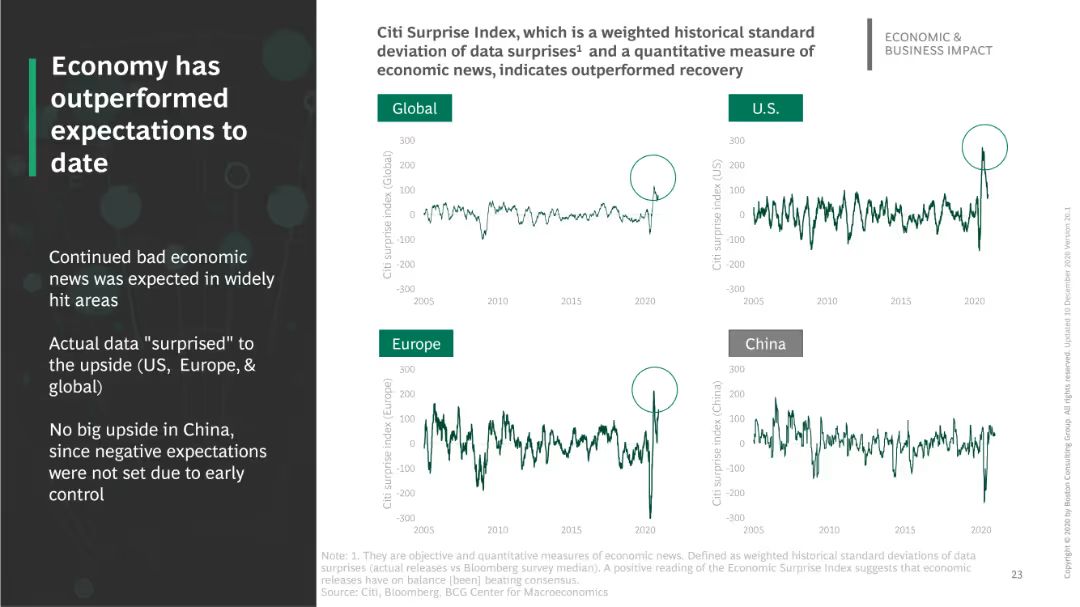 Economy has
outperformed
expectations to
date
Continued bad economic
news was expected in widely
hit areas
Actual data "surprised" to
the upside (US, Europe, &
global)
No big upside in China,
since negative expectations
were not set due to early
control
Citi Surprise Index, which is a weighted historical standard
deviation of data surprises¹ and a quantitative measure of
economic news, indicates outperformed recovery
ECONOMIC &
BUSINESS IMPACT
Global
Citi surprise index (Global)
300
200
100
0
-100
-200
-300
2005 2010 2015 2020
U.S.
Citi surprise index (US)
300
200
100
0
-100
-200
-300
2005 2010 2015 2020
Europe
Citi surprise index (Europe)
300
200
100
0
-100
-200
-300
2005 2010 2015 2020
China
Citi surprise index (China)
300
200
100
0
-100
-200
-300
2005 2010 2015 2020
Note: 1. They are objective and quantitative measures of economic news. Defined as weighted historical standard deviations of data
surprises (actual releases vs Bloomberg survey median). A positive reading of the Economic Surprise Index suggests that economic
releases have on balance [been] beating consensus.
Source: Citi, Bloomberg, BCG Center for Macroeconomics
23
Copyright © 2020 by Boston Consulting Group. All rights reserved. Updated 10 December 2020 Version 20.1